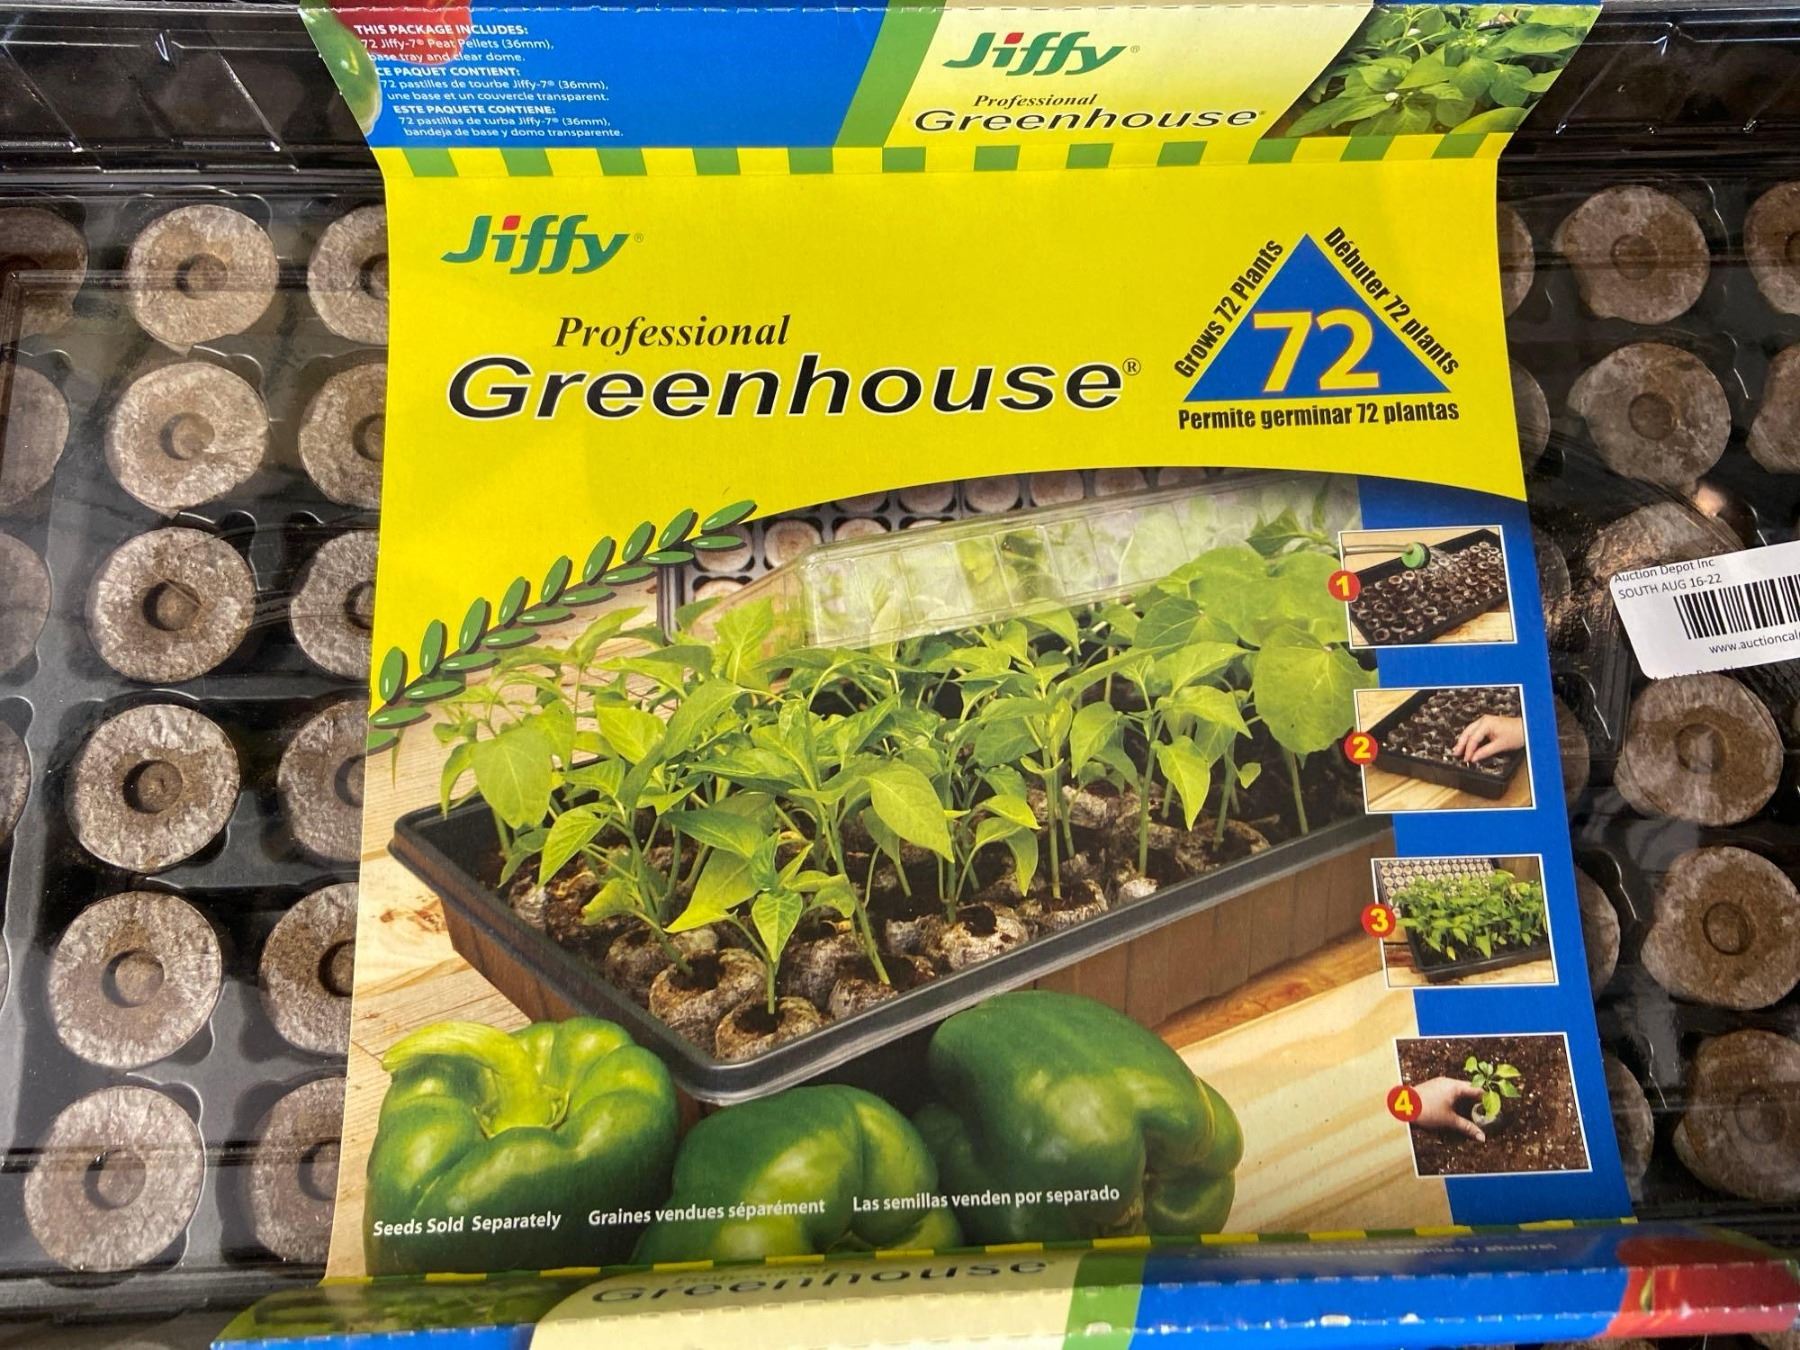 THIS PACKAGE INCLUDES:
72 Jiffy-7® Peat Pellets (36mm),
base tray and clear dome.
CE PAQUET CONTIENT:
72 pastilles de tourbe Jiffy-7® (36mm),
une base et un couvercle transparent.
ESTE PAQUETE CONTIENE:
72 pastillas de turba Jiffy-7® (36mm),
bandeja de base y domo transparente.
Jiffy®
Professional
Greenhouse®
Jiffy®
Professional
Greenhouse®
Grows 72 Plants
Débuter 72 plants
72
Permite germinar 72 plantas
1
2
3
4
Auction Depot Inc
SOUTH AUG 16-22
www.auction
Seeds Sold Separately
Graines vendues séparément
Las semillas venden por separado
Greenhouse